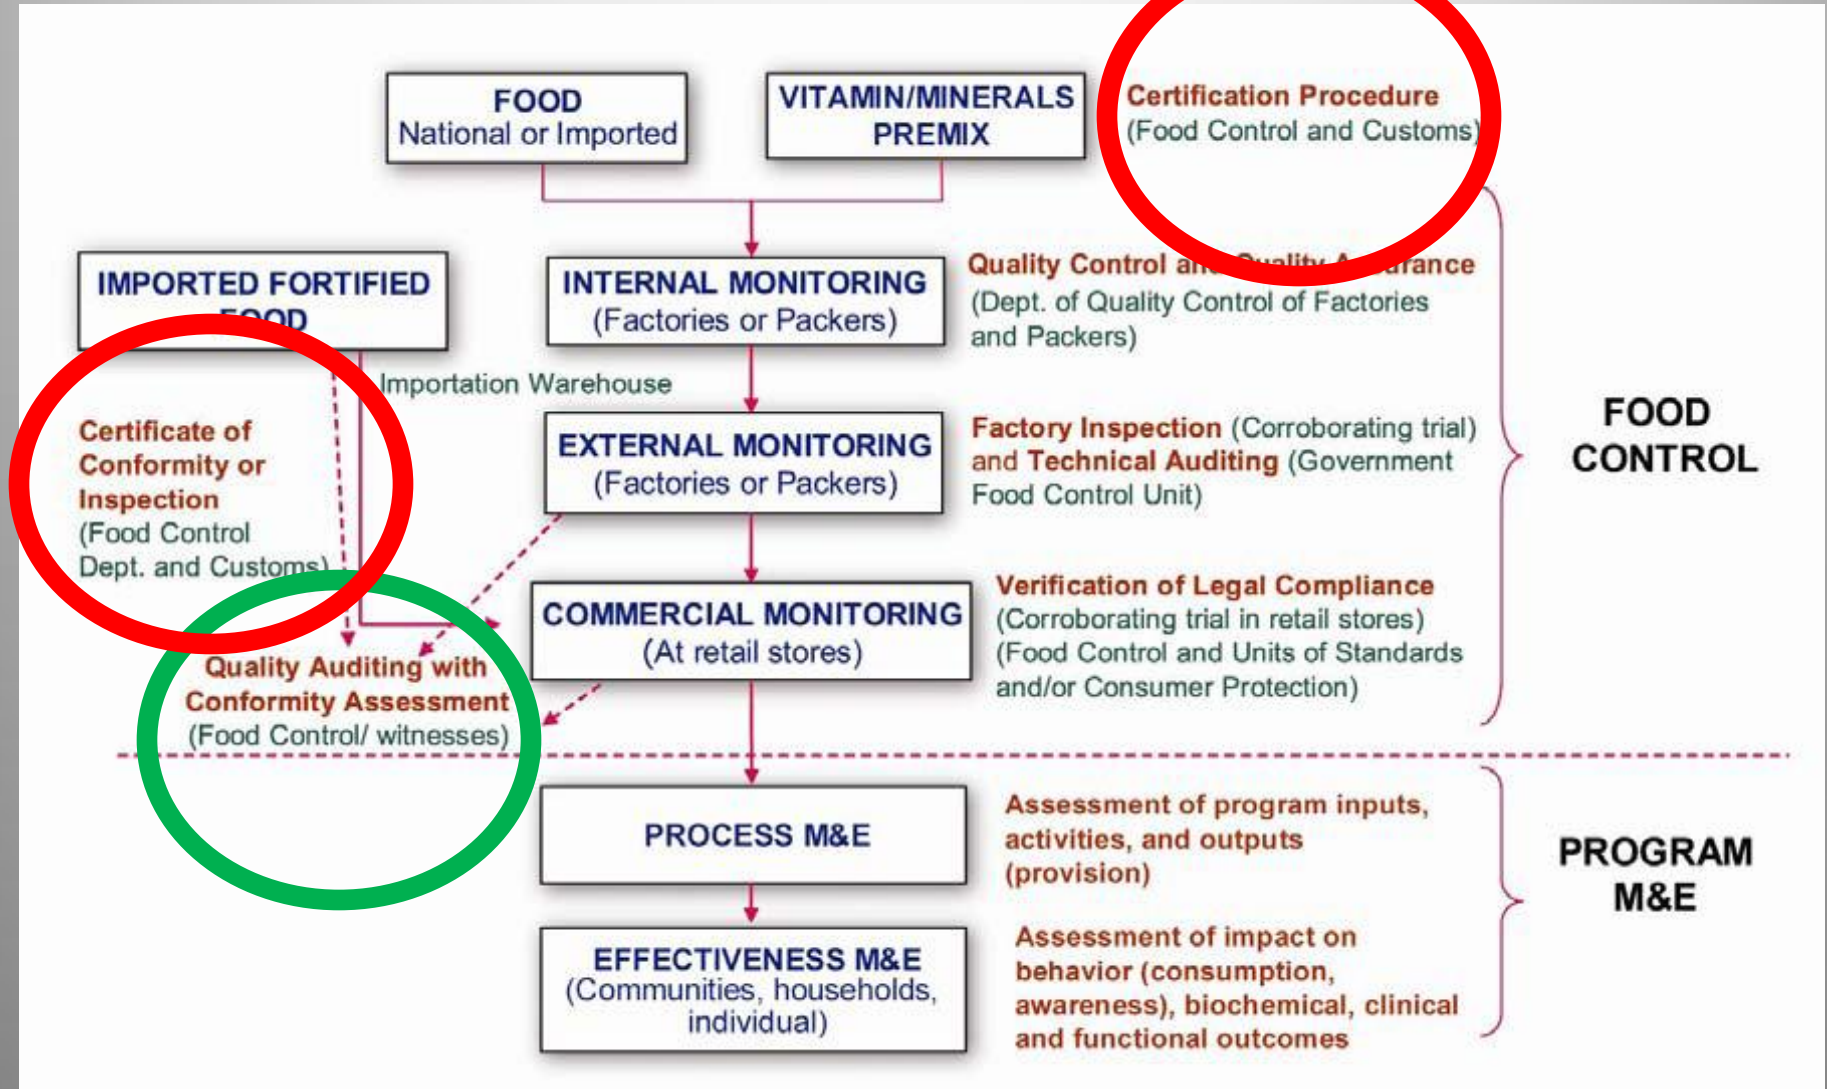 FOOD
National or Imported
VITAMIN/MINERALS
PREMIX
Certification Procedure
(Food Control and Customs)
IMPORTED FORTIFIED
FOOD
INTERNAL MONITORING
(Factories or Packers)
Quality Control and Quality Assurance
(Dept. of Quality Control of Factories
and Packers)
Importation Warehouse
Certificate of
Conformity or
Inspection
(Food Control
Dept. and Customs)
EXTERNAL MONITORING
(Factories or Packers)
Factory Inspection (Corroborating trial)
and Technical Auditing (Government
Food Control Unit)
FOOD
CONTROL
COMMERCIAL MONITORING
(At retail stores)
Verification of Legal Compliance
(Corroborating trial in retail stores)
(Food Control and Units of Standards
and/or Consumer Protection)
Quality Auditing with
Conformity Assessment
(Food Control/ witnesses)
PROCESS M&E
Assessment of program inputs,
activities, and outputs
(provision)
PROGRAM
M&E
EFFECTIVENESS M&E
(Communities, households,
individual)
Assessment of impact on
behavior (consumption,
awareness), biochemical, clinical
and functional outcomes